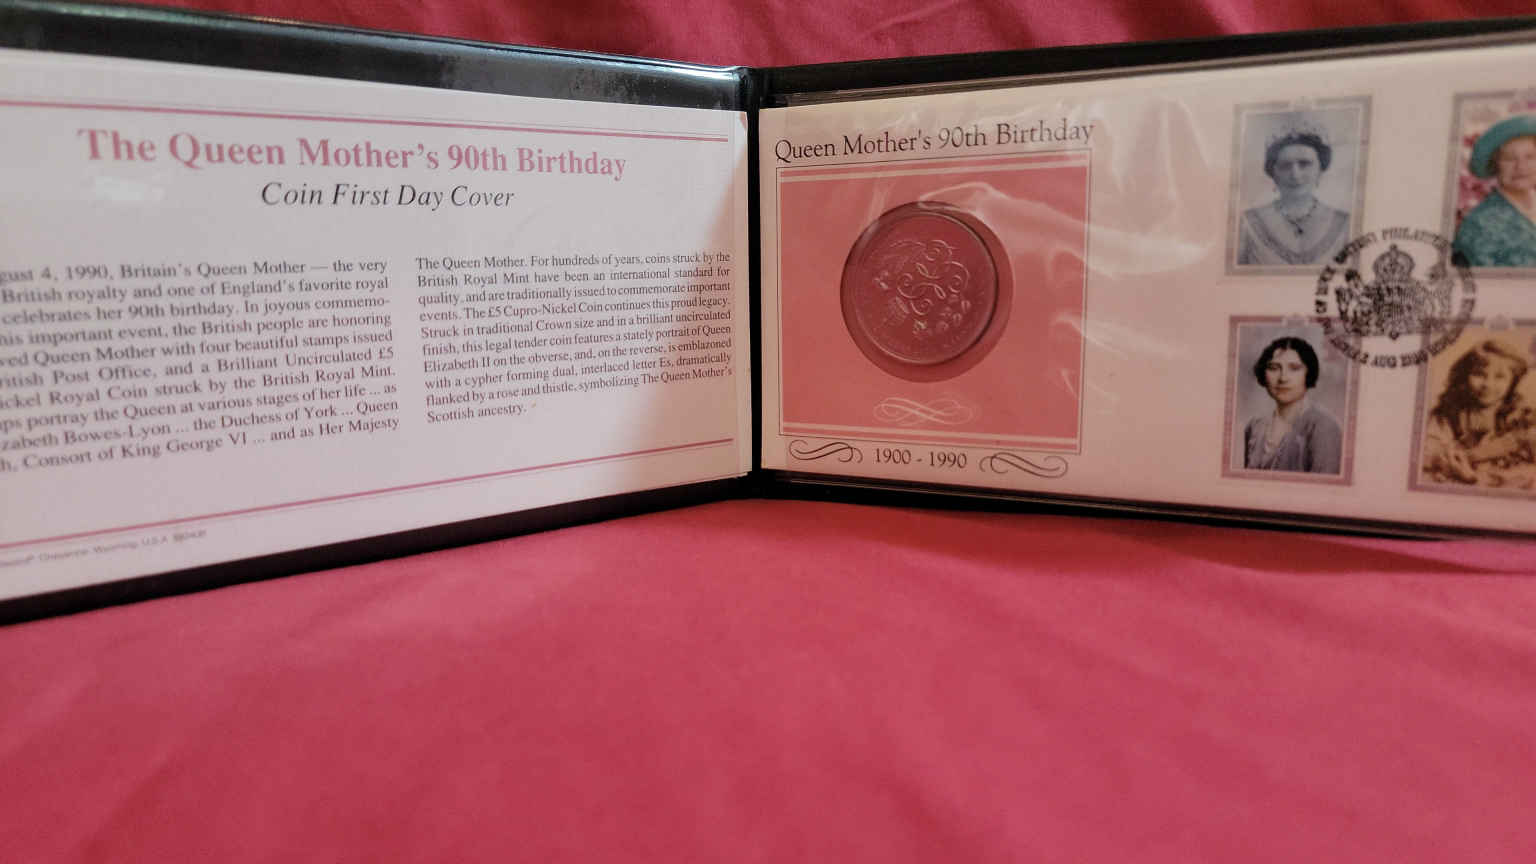 The Queen Mother's 90th Birthday
Coin First Day Cover
gust 4, 1990, Britain's Queen Mother — the very
British royalty and one of England's favorite royal
celebrates her 90th birthday. In joyous commemo-
his important event, the British people are honoring
ved Queen Mother with four beautiful stamps issued
ritish Post Office, and a Brilliant Uncirculated £5
ickel Royal Coin struck by the British Royal Mint.
ps portray the Queen at various stages of her life ... as
zabeth Bowes-Lyon ... the Duchess of York ... Queen
h, Consort of King George VI ... and as Her Majesty
The Queen Mother. For hundreds of years, coins struck by the
British Royal Mint have been an international standard for
quality, and are traditionally issued to commemorate important
events. The £5 Cupro-Nickel Coin continues this proud legacy.
Struck in traditional Crown size and in a brilliant uncirculated
finish, this legal tender coin features a stately portrait of Queen
Elizabeth II on the obverse, and, on the reverse, is emblazoned
with a cypher forming dual, interlaced letter Es, dramatically
flanked by a rose and thistle, symbolizing The Queen Mother's
Scottish ancestry.
Cheyenne, Wyoming, U.S.A.
Queen Mother's 90th Birthday
1900 - 1990
2 AUG